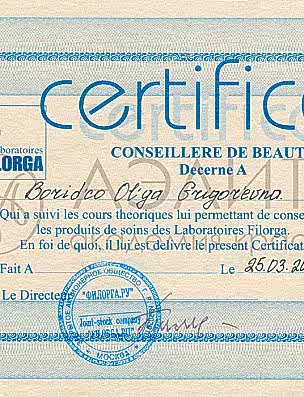 certific
Laboratoires
FILORGA
CONSEILLERE DE BEAUT
Decerne A
Olga Grigorevna
Qui a suivi les cours theoriques lui permettant de conse
les produits de soins des Laboratoires Filorga.
En foi de quoi, il lui est delivre le present Certificat
Fait A
Le 25.03.20
Le Directeur
"ФИЛОРГА.РУ"
Joint-stock company
МОСКВА